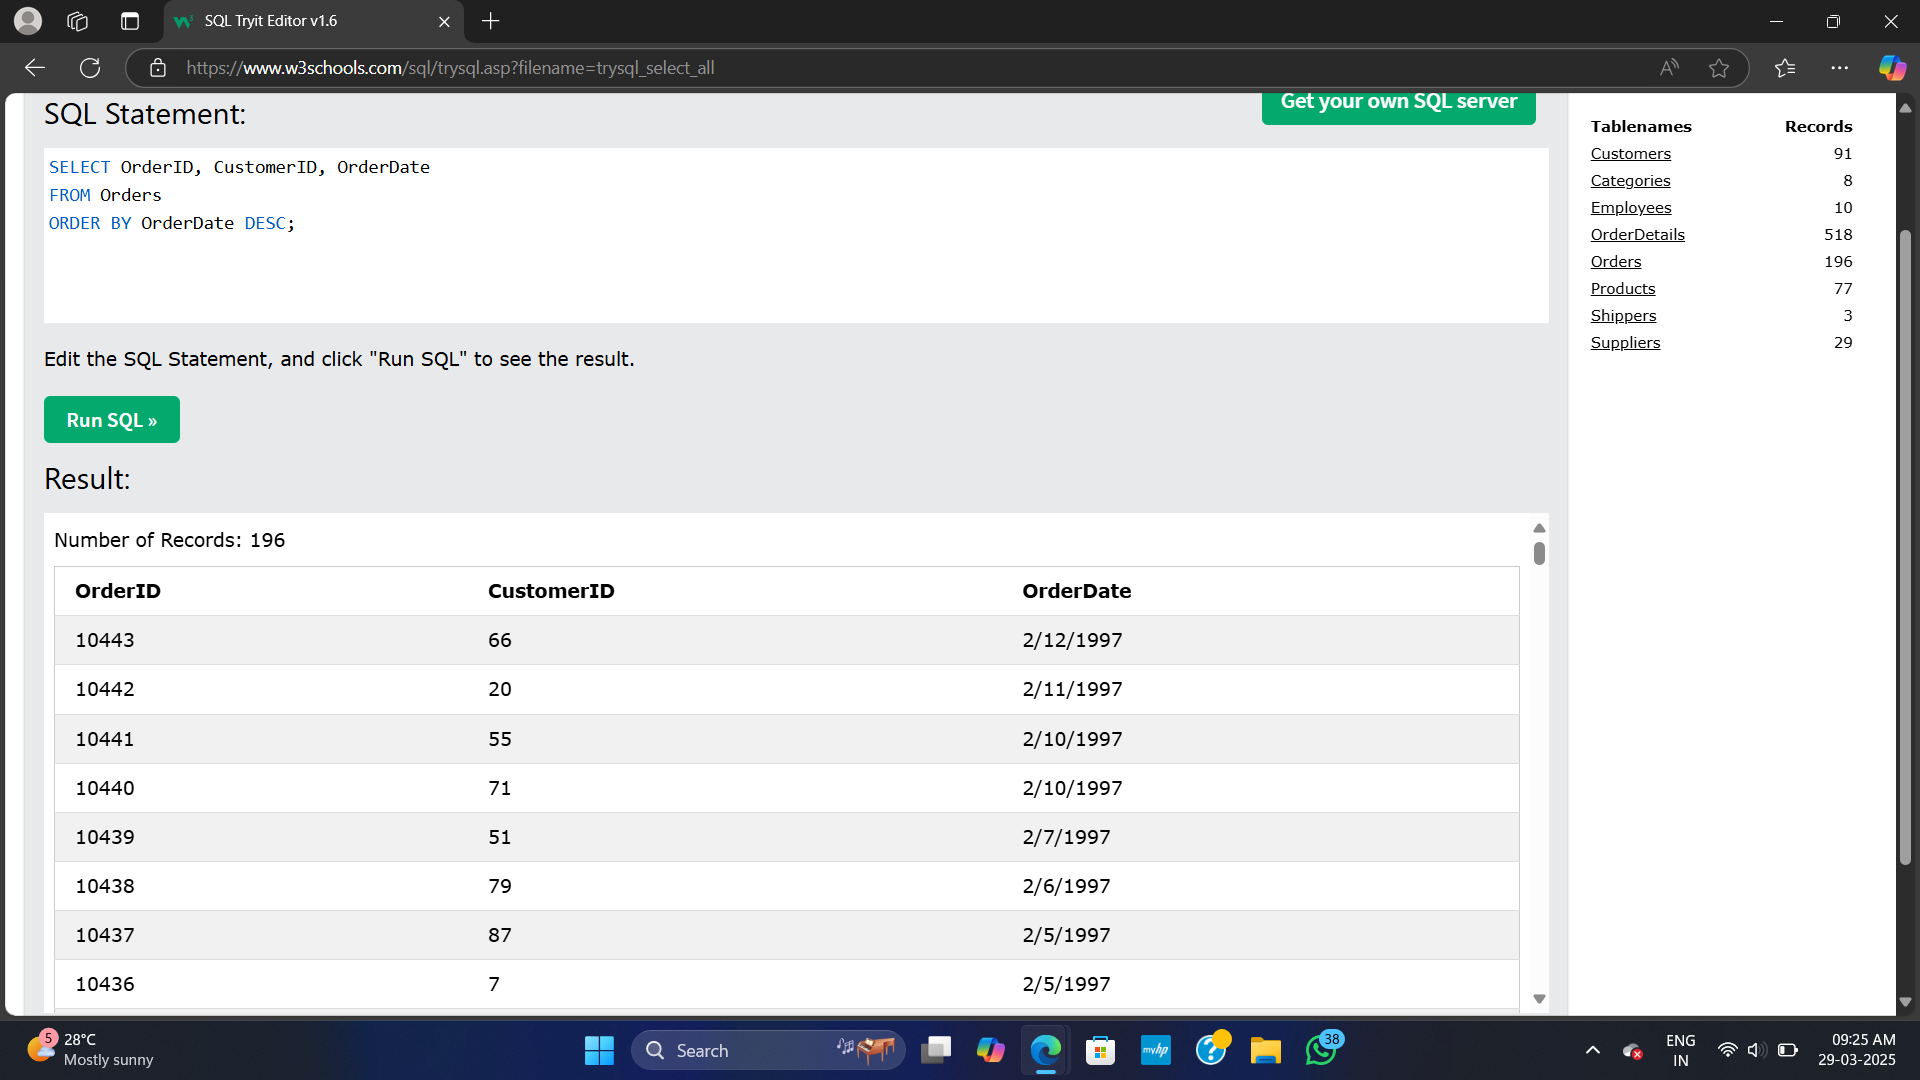 SQL Tryit Editor v1.6
https://www.w3schools.com/sql/trysql.asp?filename=trysql_select_all
SQL Statement:
Get your own SQL server
SELECT OrderID, CustomerID, OrderDate
FROM Orders
ORDER BY OrderDate DESC;
Edit the SQL Statement, and click "Run SQL" to see the result.
Run SQL »
Result:
Number of Records: 196
OrderID CustomerID OrderDate
10443 66 2/12/1997
10442 20 2/11/1997
10441 55 2/10/1997
10440 71 2/10/1997
10439 51 2/7/1997
10438 79 2/6/1997
10437 87 2/5/1997
10436 7 2/5/1997
Tablenames Records
Customers 91
Categories 8
Employees 10
OrderDetails 518
Orders 196
Products 77
Shippers 3
Suppliers 29
5
28°C
Mostly sunny
Search
myhp
38
ENG
IN
09:25 AM
29-03-2025